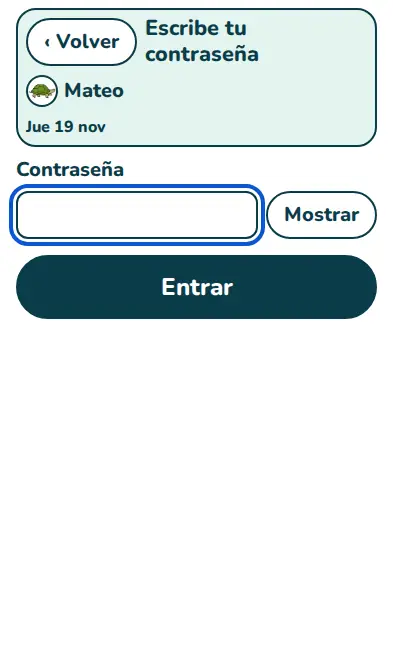 ‹ Volver
Escribe tu
contraseña
Mateo
Jue 19 nov
Contraseña
Mostrar
Entrar